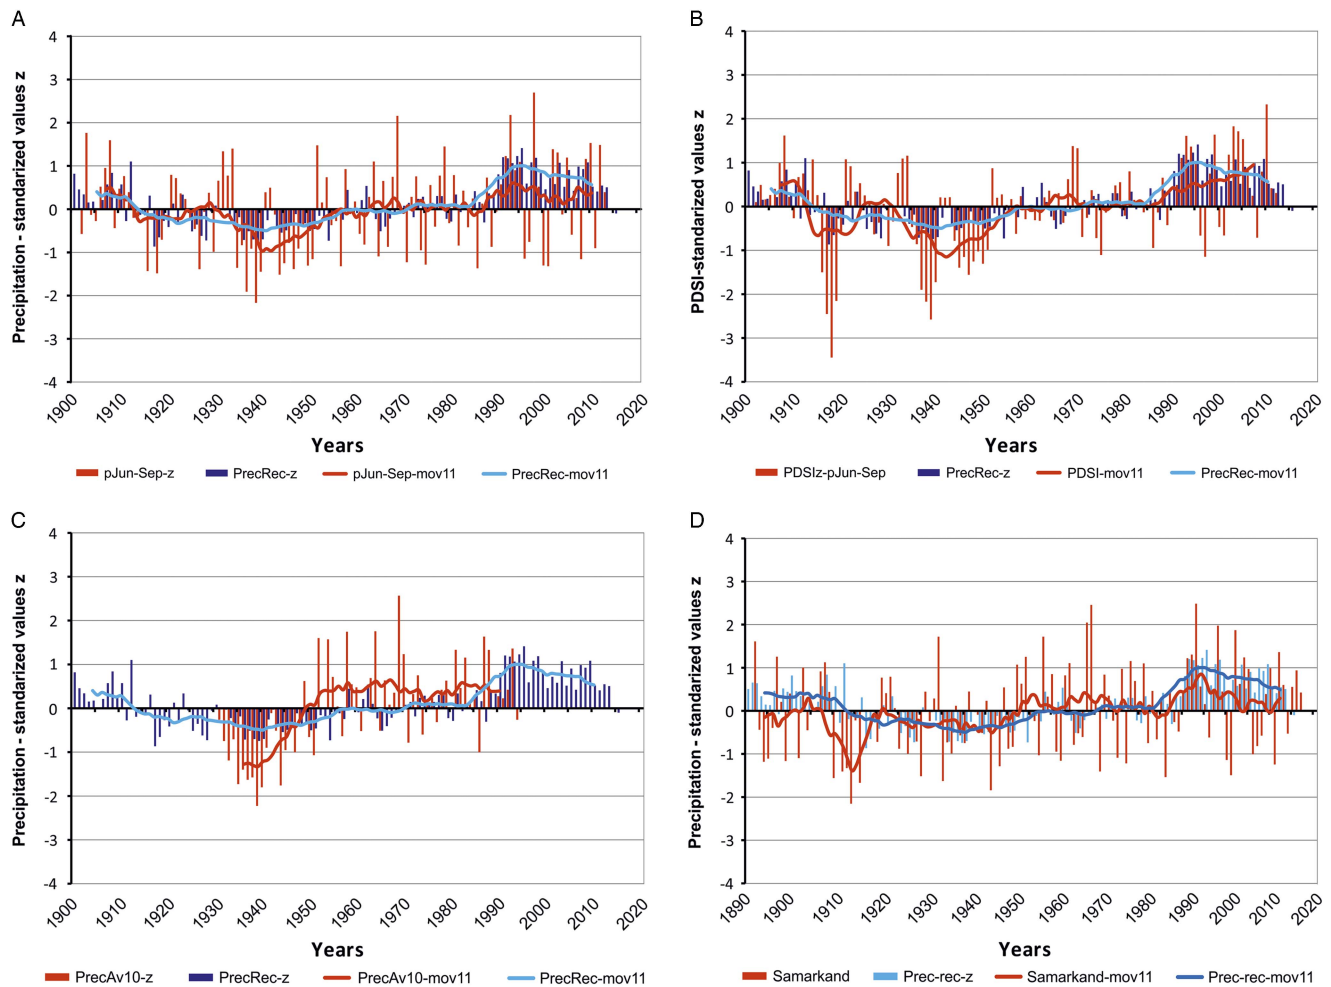 A
Precipitation - standarized values z
4
3
2
1
0
-1
-2
-3
-4
1900 1910 1920 1930 1940 1950 1960 1970 1980 1990 2000 2010 2020
Years
pJun-Sep-z PrecRec-z pJun-Sep-mov11 PrecRec-mov11
B
PDSI-standarized values z
4
3
2
1
0
-1
-2
-3
-4
1900 1910 1920 1930 1940 1950 1960 1970 1980 1990 2000 2010 2020
Years
PDSIz-pJun-Sep PrecRec-z PDSI-mov11 PrecRec-mov11
C
Precipitation - standarized values z
4
3
2
1
0
-1
-2
-3
-4
1900 1910 1920 1930 1940 1950 1960 1970 1980 1990 2000 2010 2020
Years
PrecAv10-z PrecRec-z PrecAv10-mov11 PrecRec-mov11
D
Precipitation - standarized values z
4
3
2
1
0
-1
-2
-3
-4
1890 1900 1910 1920 1930 1940 1950 1960 1970 1980 1990 2000 2010 2020
Years
Samarkand Prec-rec-z Samarkand-mov11 Prec-rec-mov11